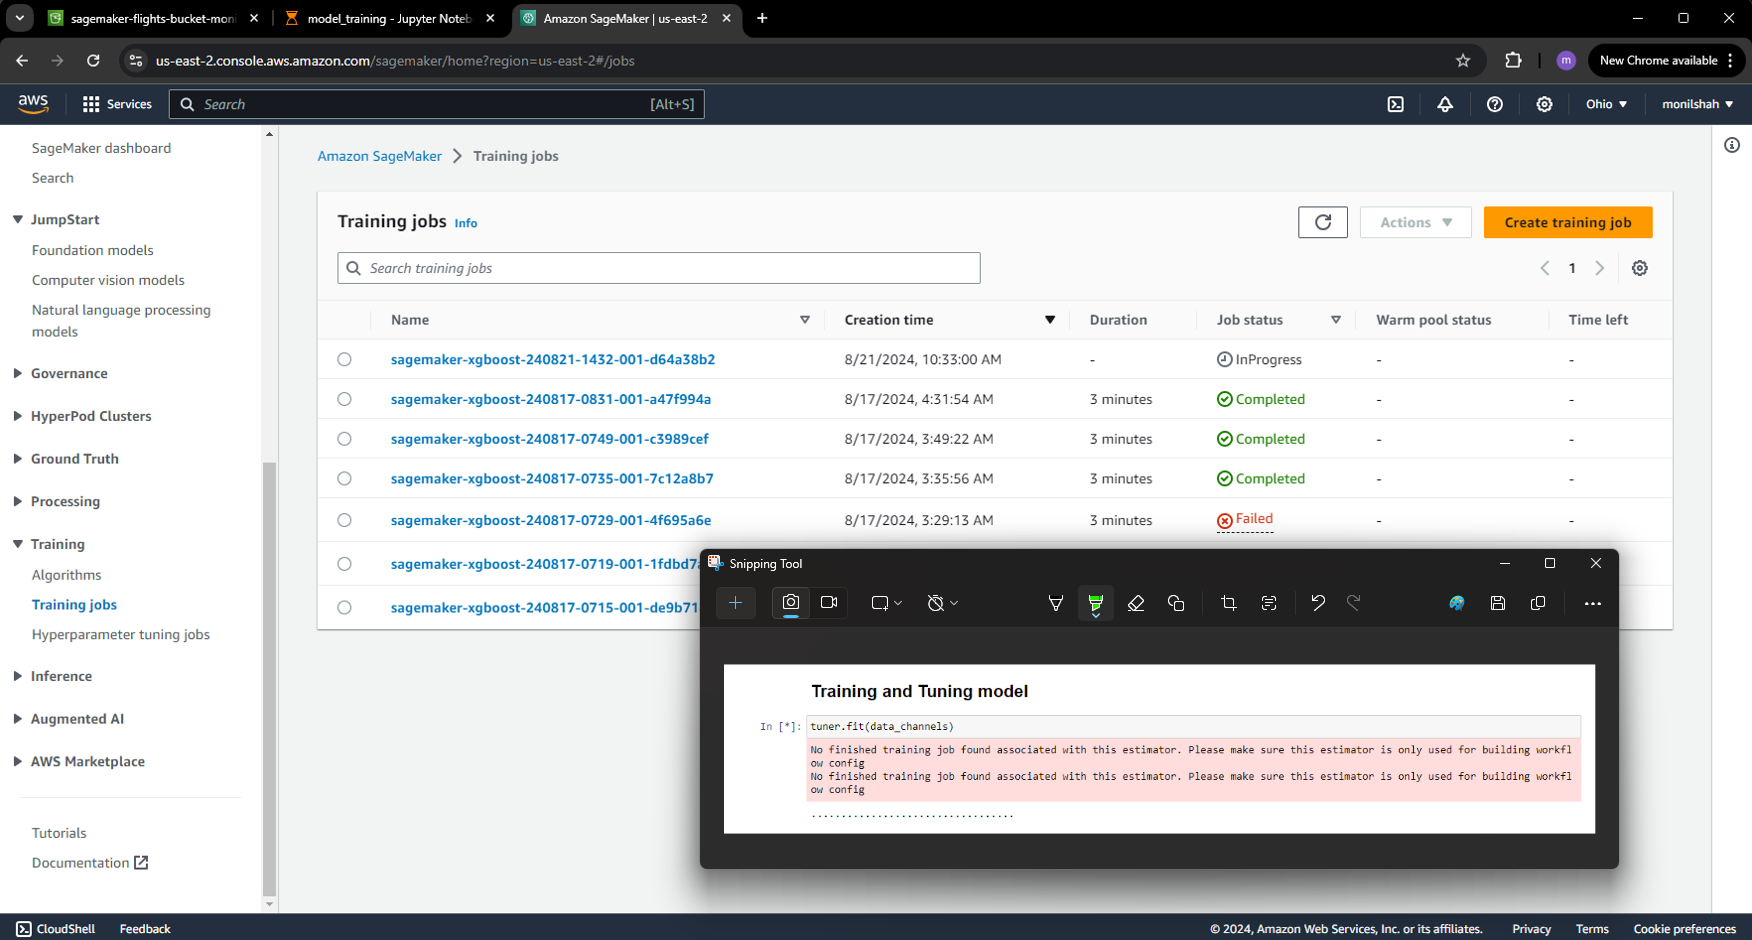 sagemaker-flights-bucket-moni
model_training - Jupyter Noteb
Amazon SageMaker | us-east-2
us-east-2.console.aws.amazon.com/sagemaker/home?region=us-east-2#/jobs
m
New Chrome available
aws
Services
Search
[Alt+S]
Ohio
monilshah
SageMaker dashboard
Search
JumpStart
Foundation models
Computer vision models
Natural language processing
models
Governance
HyperPod Clusters
Ground Truth
Processing
Training
Algorithms
Training jobs
Hyperparameter tuning jobs
Inference
Augmented AI
AWS Marketplace
Tutorials
Documentation
Amazon SageMaker > Training jobs
Training jobs Info
Actions
Create training job
Search training jobs
1
Name Creation time Duration Job status Warm pool status Time left
sagemaker-xgboost-240821-1432-001-d64a38b2 8/21/2024, 10:33:00 AM - InProgress - -
sagemaker-xgboost-240817-0831-001-a47f994a 8/17/2024, 4:31:54 AM 3 minutes Completed - -
sagemaker-xgboost-240817-0749-001-c3989cef 8/17/2024, 3:49:22 AM 3 minutes Completed - -
sagemaker-xgboost-240817-0735-001-7c12a8b7 8/17/2024, 3:35:56 AM 3 minutes Completed - -
sagemaker-xgboost-240817-0729-001-4f695a6e 8/17/2024, 3:29:13 AM 3 minutes Failed - -
sagemaker-xgboost-240817-0719-001-1fdbd7
sagemaker-xgboost-240817-0715-001-de9b71
Snipping Tool
Training and Tuning model
In [*]: tuner.fit(data_channels)
No finished training job found associated with this estimator. Please make sure this estimator is only used for building workfl
ow config
No finished training job found associated with this estimator. Please make sure this estimator is only used for building workfl
ow config
..................................
CloudShell
Feedback
© 2024, Amazon Web Services, Inc. or its affiliates.
Privacy
Terms
Cookie preferences